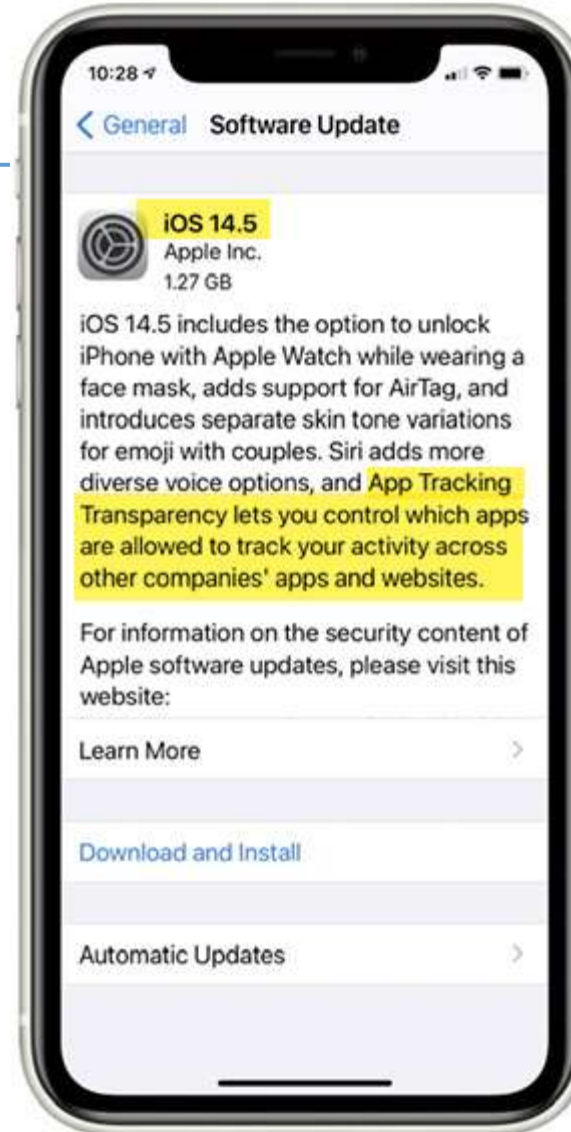 10:28
General Software Update
iOS 14.5
Apple Inc.
1.27 GB
iOS 14.5 includes the option to unlock
iPhone with Apple Watch while wearing a
face mask, adds support for AirTag, and
introduces separate skin tone variations
for emoji with couples. Siri adds more
diverse voice options, and App Tracking
Transparency lets you control which apps
are allowed to track your activity across
other companies' apps and websites.
For information on the security content of
Apple software updates, please visit this
website:
Learn More
Download and Install
Automatic Updates